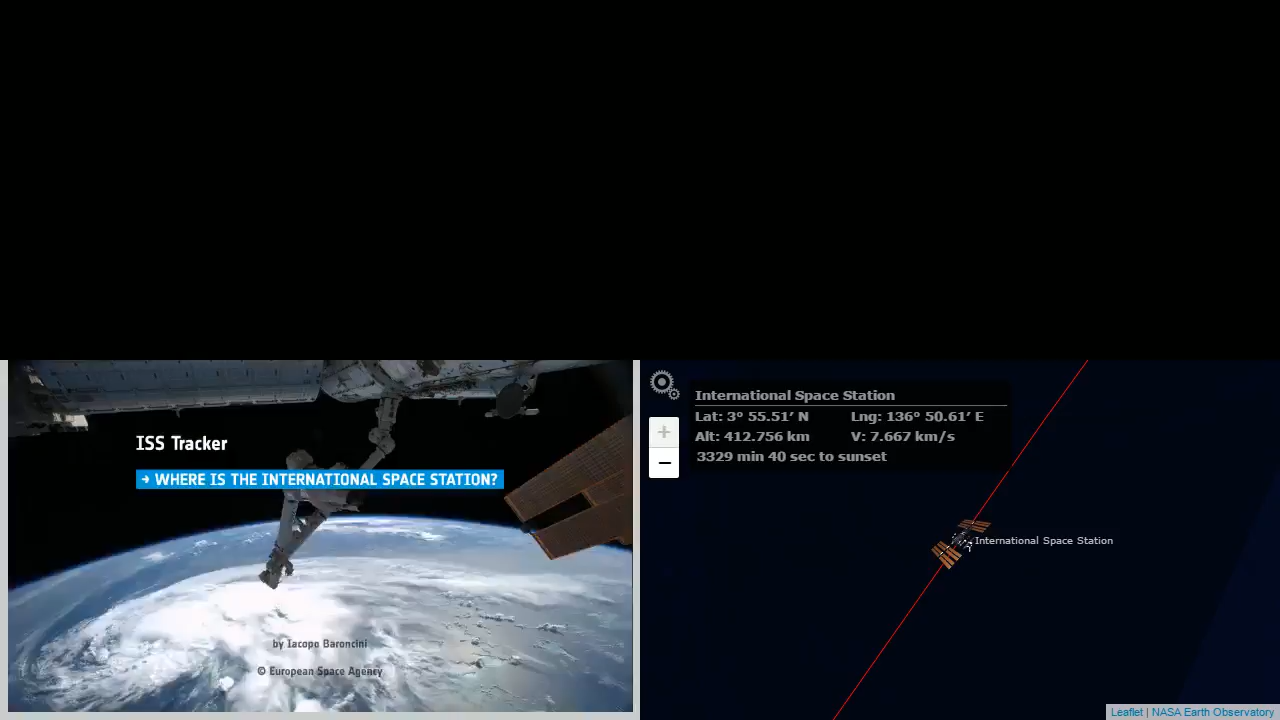 ISS Tracker
→ WHERE IS THE INTERNATIONAL SPACE STATION?
by Iacopo Baroncini
© European Space Agency
International Space Station
Lat: 3° 55.51′ N Lng: 136° 50.61′ E
Alt: 412.756 km V: 7.667 km/s
3329 min 40 sec to sunset
+
−
International Space Station
Leaflet | NASA Earth Observatory